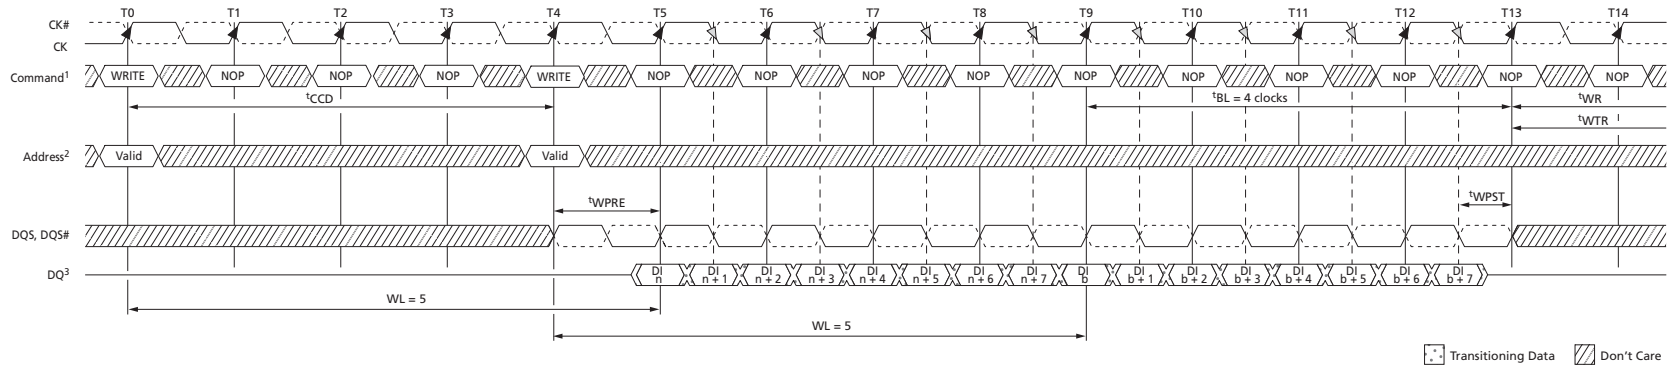 T0 T1 T2 T3 T4 T5 T6 T7 T8 T9 T10 T11 T12 T13 T14
CK#
CK
Command1 WRITE NOP NOP NOP WRITE NOP NOP NOP NOP NOP NOP NOP NOP NOP NOP
tCCD tBL = 4 clocks tWR
tWTR
Address2 Valid Valid
tWPRE tWPST
DQS, DQS#
DQ3 DI n DI n + 1 DI n + 2 DI n + 3 DI n + 4 DI n + 5 DI n + 6 DI n + 7 DI b DI b + 1 DI b + 2 DI b + 3 DI b + 4 DI b + 5 DI b + 6 DI b + 7
WL = 5
WL = 5
Transitioning Data Don't Care